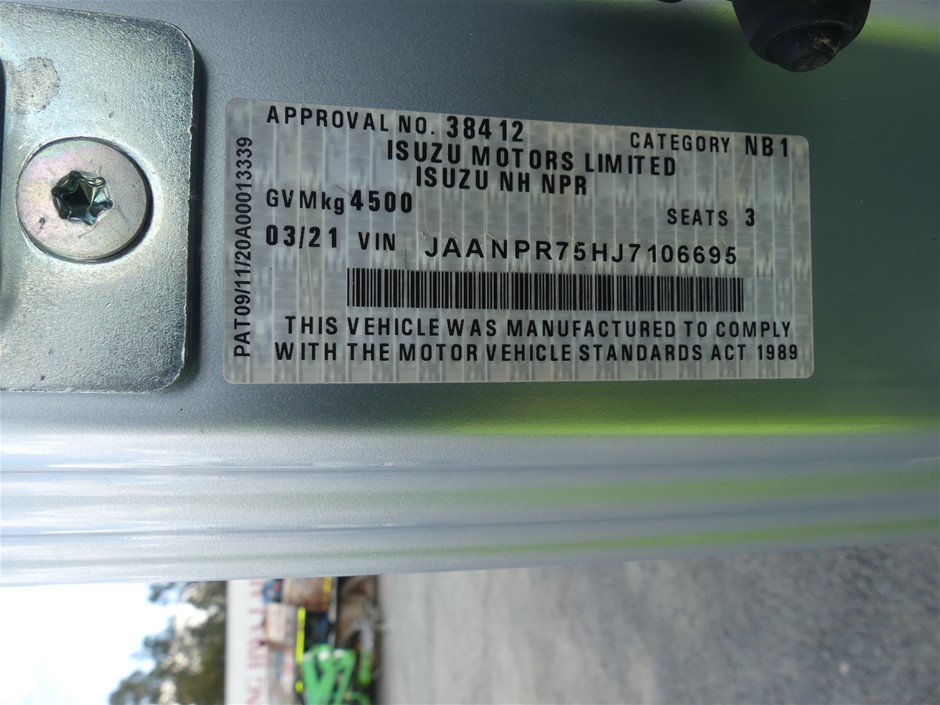 APPROVAL NO. 38412 CATEGORY NB1
ISUZU MOTORS LIMITED
ISUZU NH NPR
GVMkg 4500 SEATS 3
03/21 VIN JAANPR75HJ7106695
THIS VEHICLE WAS MANUFACTURED TO COMPLY
WITH THE MOTOR VEHICLE STANDARDS ACT 1989
PAT09/11/20A00013339